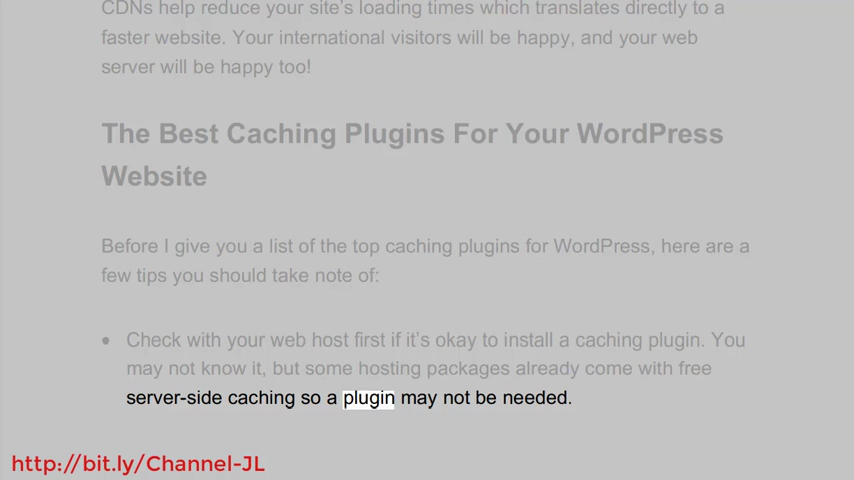 CDNs help reduce your site's loading times which translates directly to a
faster website. Your international visitors will be happy, and your web
server will be happy too!
The Best Caching Plugins For Your WordPress
Website
Before I give you a list of the top caching plugins for WordPress, here are a
few tips you should take note of:
• Check with your web host first if it's okay to install a caching plugin. You
may not know it, but some hosting packages already come with free
server-side caching so a plugin may not be needed.
http://bit.ly/Channel-JL